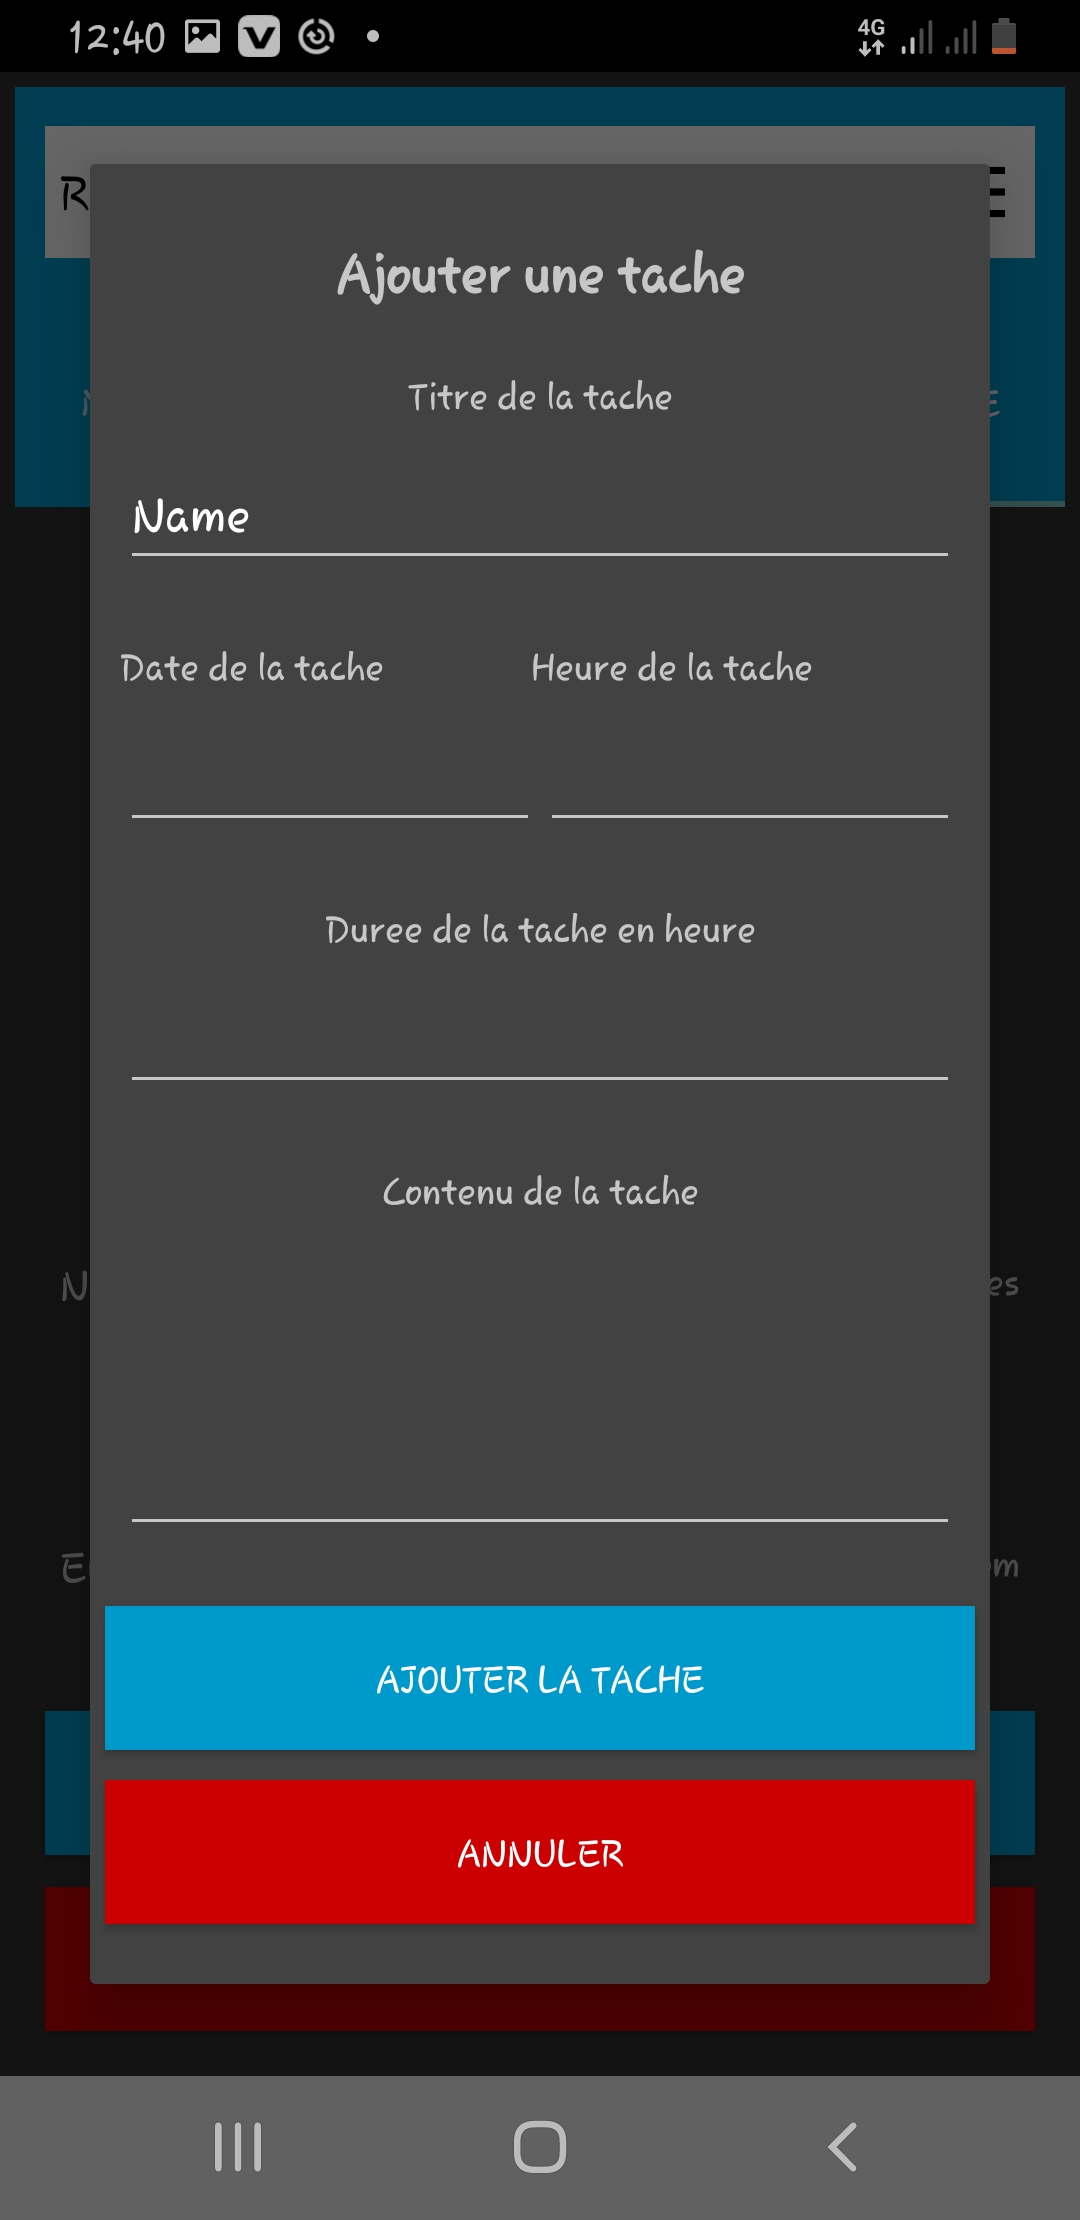 12:40
4G
Ajouter une tache
Titre de la tache
Name
Date de la tache
Heure de la tache
Duree de la tache en heure
Contenu de la tache
AJOUTER LA TACHE
ANNULER